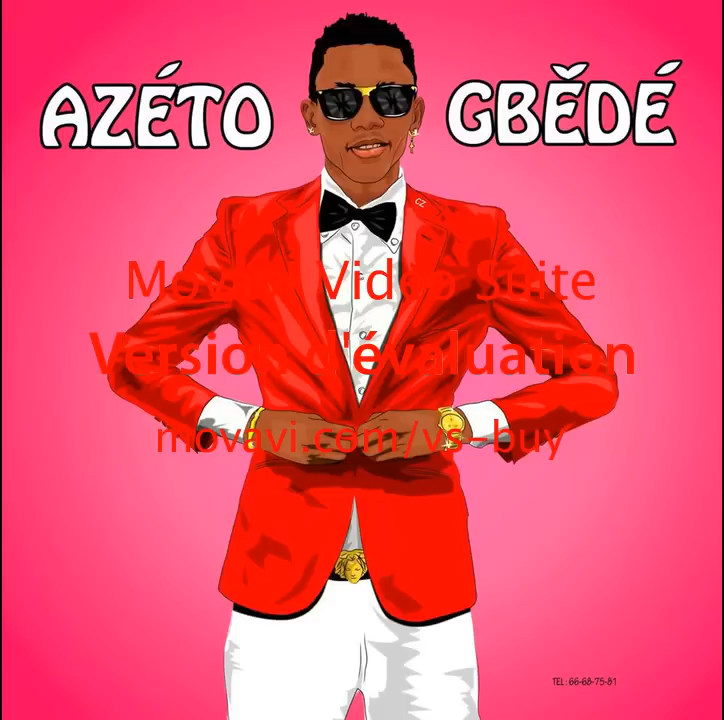 AZÉTO GBĚDÉ
CZ
Movavi Video Suite
Version d'évaluation
movavi.com/vs-buy
TEL: 66-68-75-81